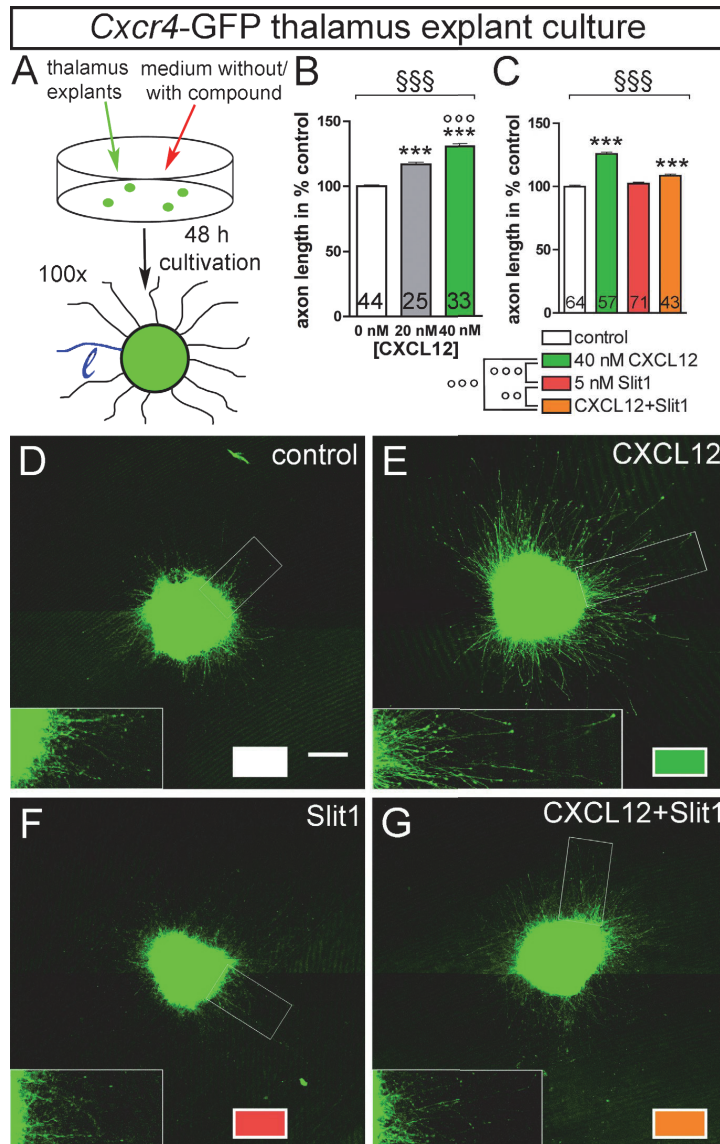 Cxcr4-GFP thalamus explant culture
A
thalamus
explants
medium without/
with compound
48 h
cultivation
100x
ℓ
B
§§§
°°°
***
***
axon length in % control
150
100
50
0
44
25
33
0 nM
20 nM
40 nM
[CXCL12]
C
§§§
***
***
axon length in % control
150
100
50
0
64
57
71
43
control
40 nM CXCL12
5 nM Slit1
CXCL12+Slit1
°°°
°°°
°°
D
control
E
CXCL12
F
Slit1
G
CXCL12+Slit1